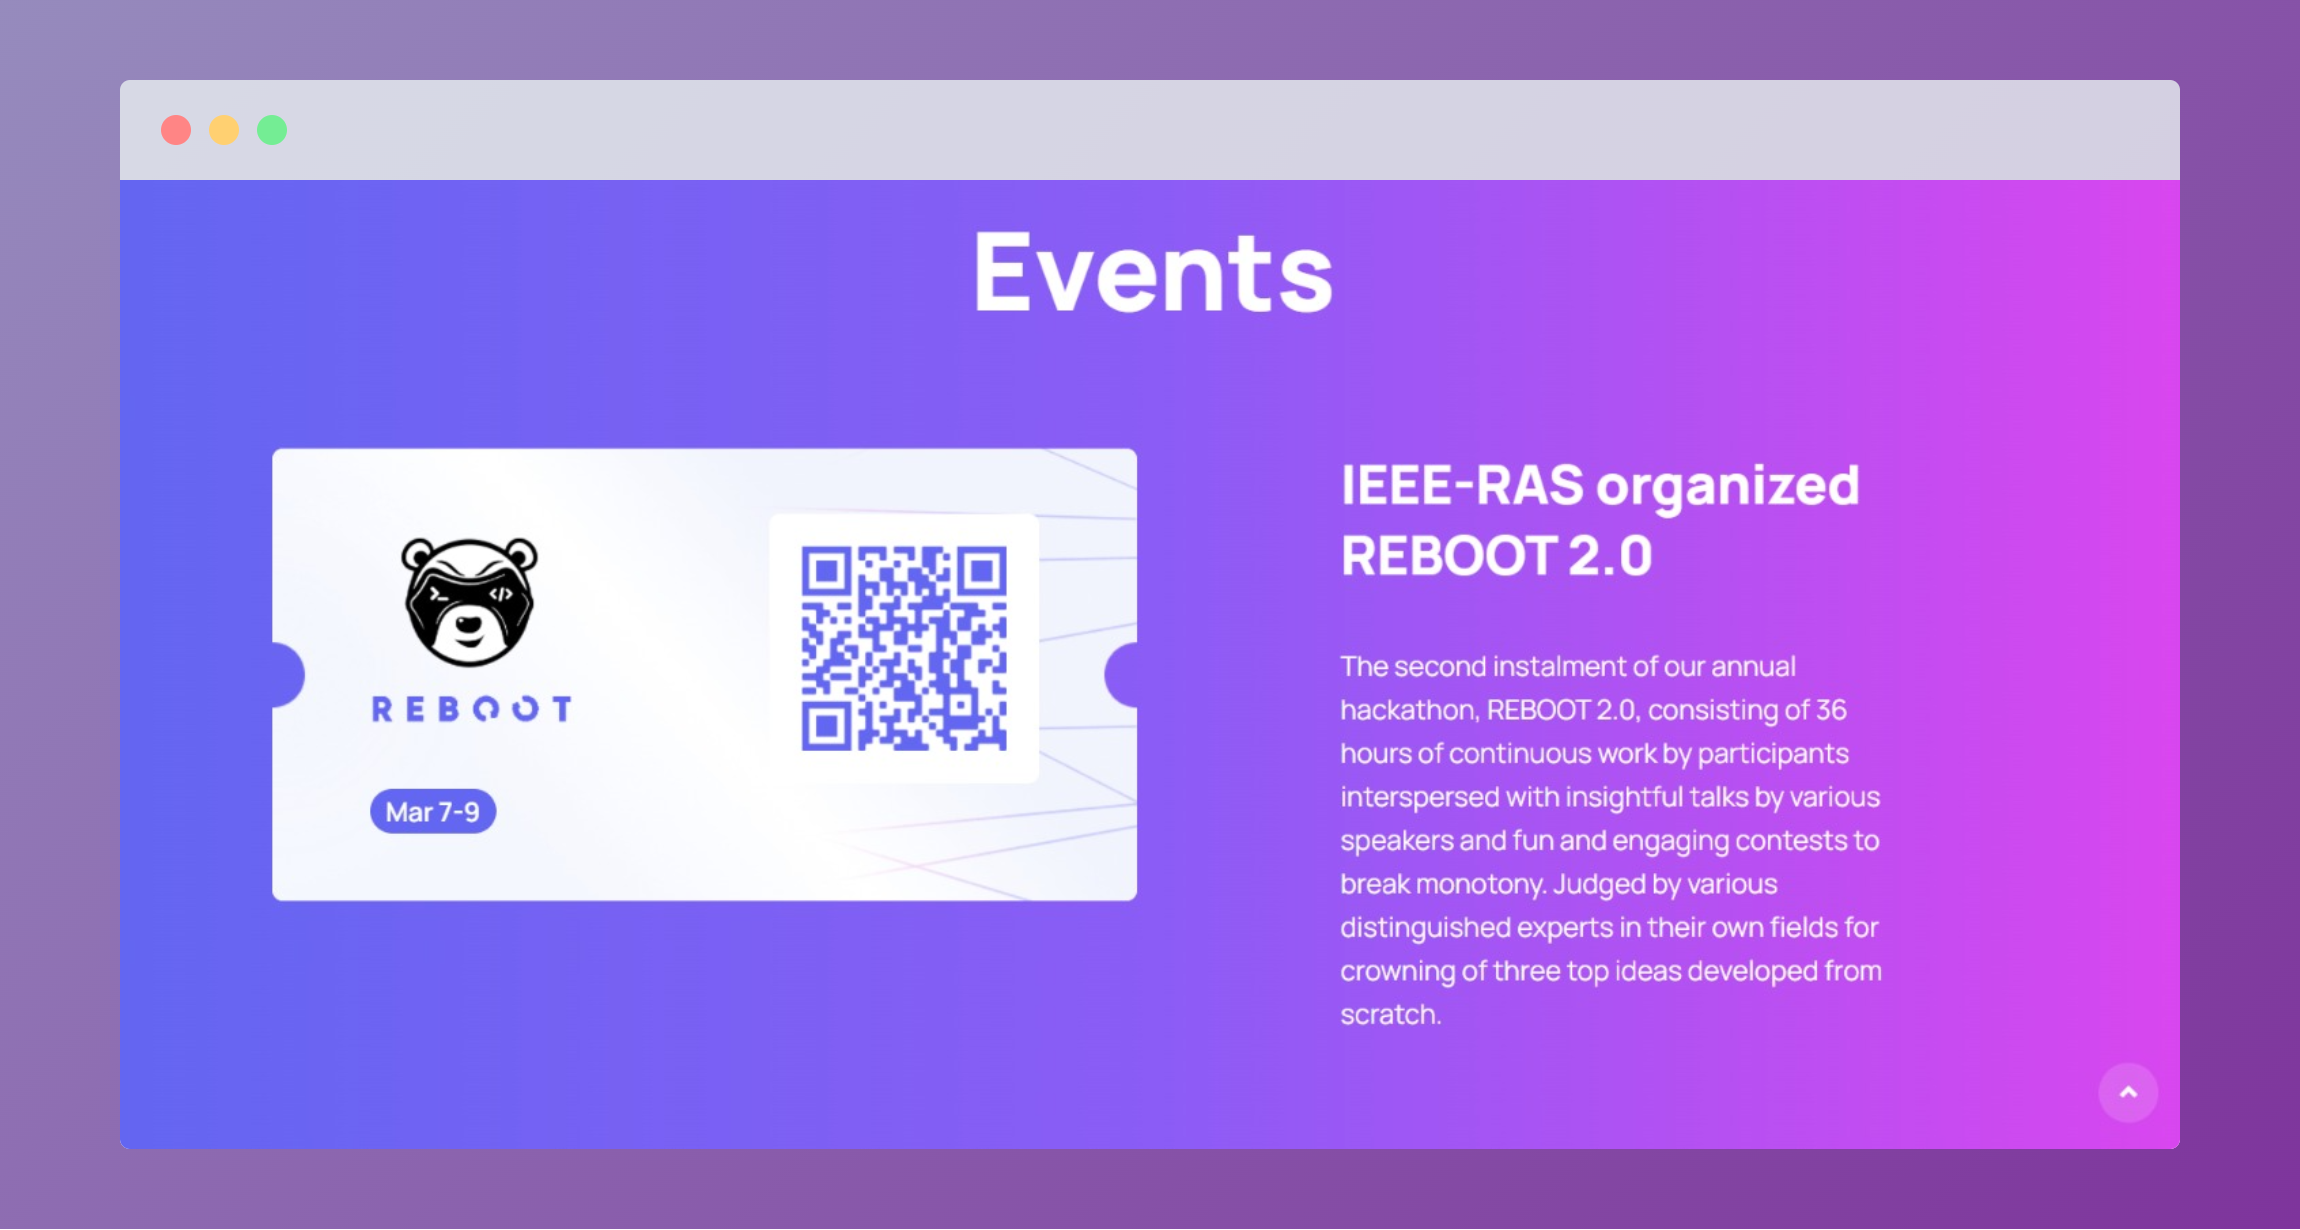 Events
>_ </>
REBOOT
Mar 7-9
IEEE-RAS organized
REBOOT 2.0
The second instalment of our annual
hackathon, REBOOT 2.0, consisting of 36
hours of continuous work by participants
interspersed with insightful talks by various
speakers and fun and engaging contests to
break monotony. Judged by various
distinguished experts in their own fields for
crowning of three top ideas developed from
scratch.